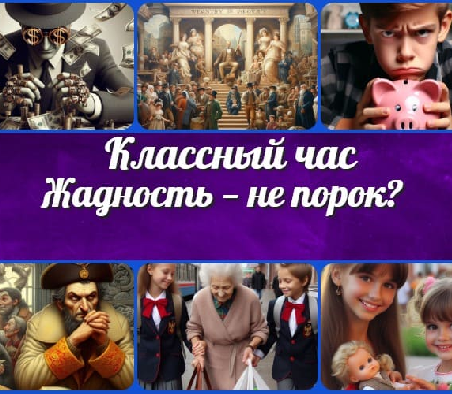 Классный час
Жадность – не порок?